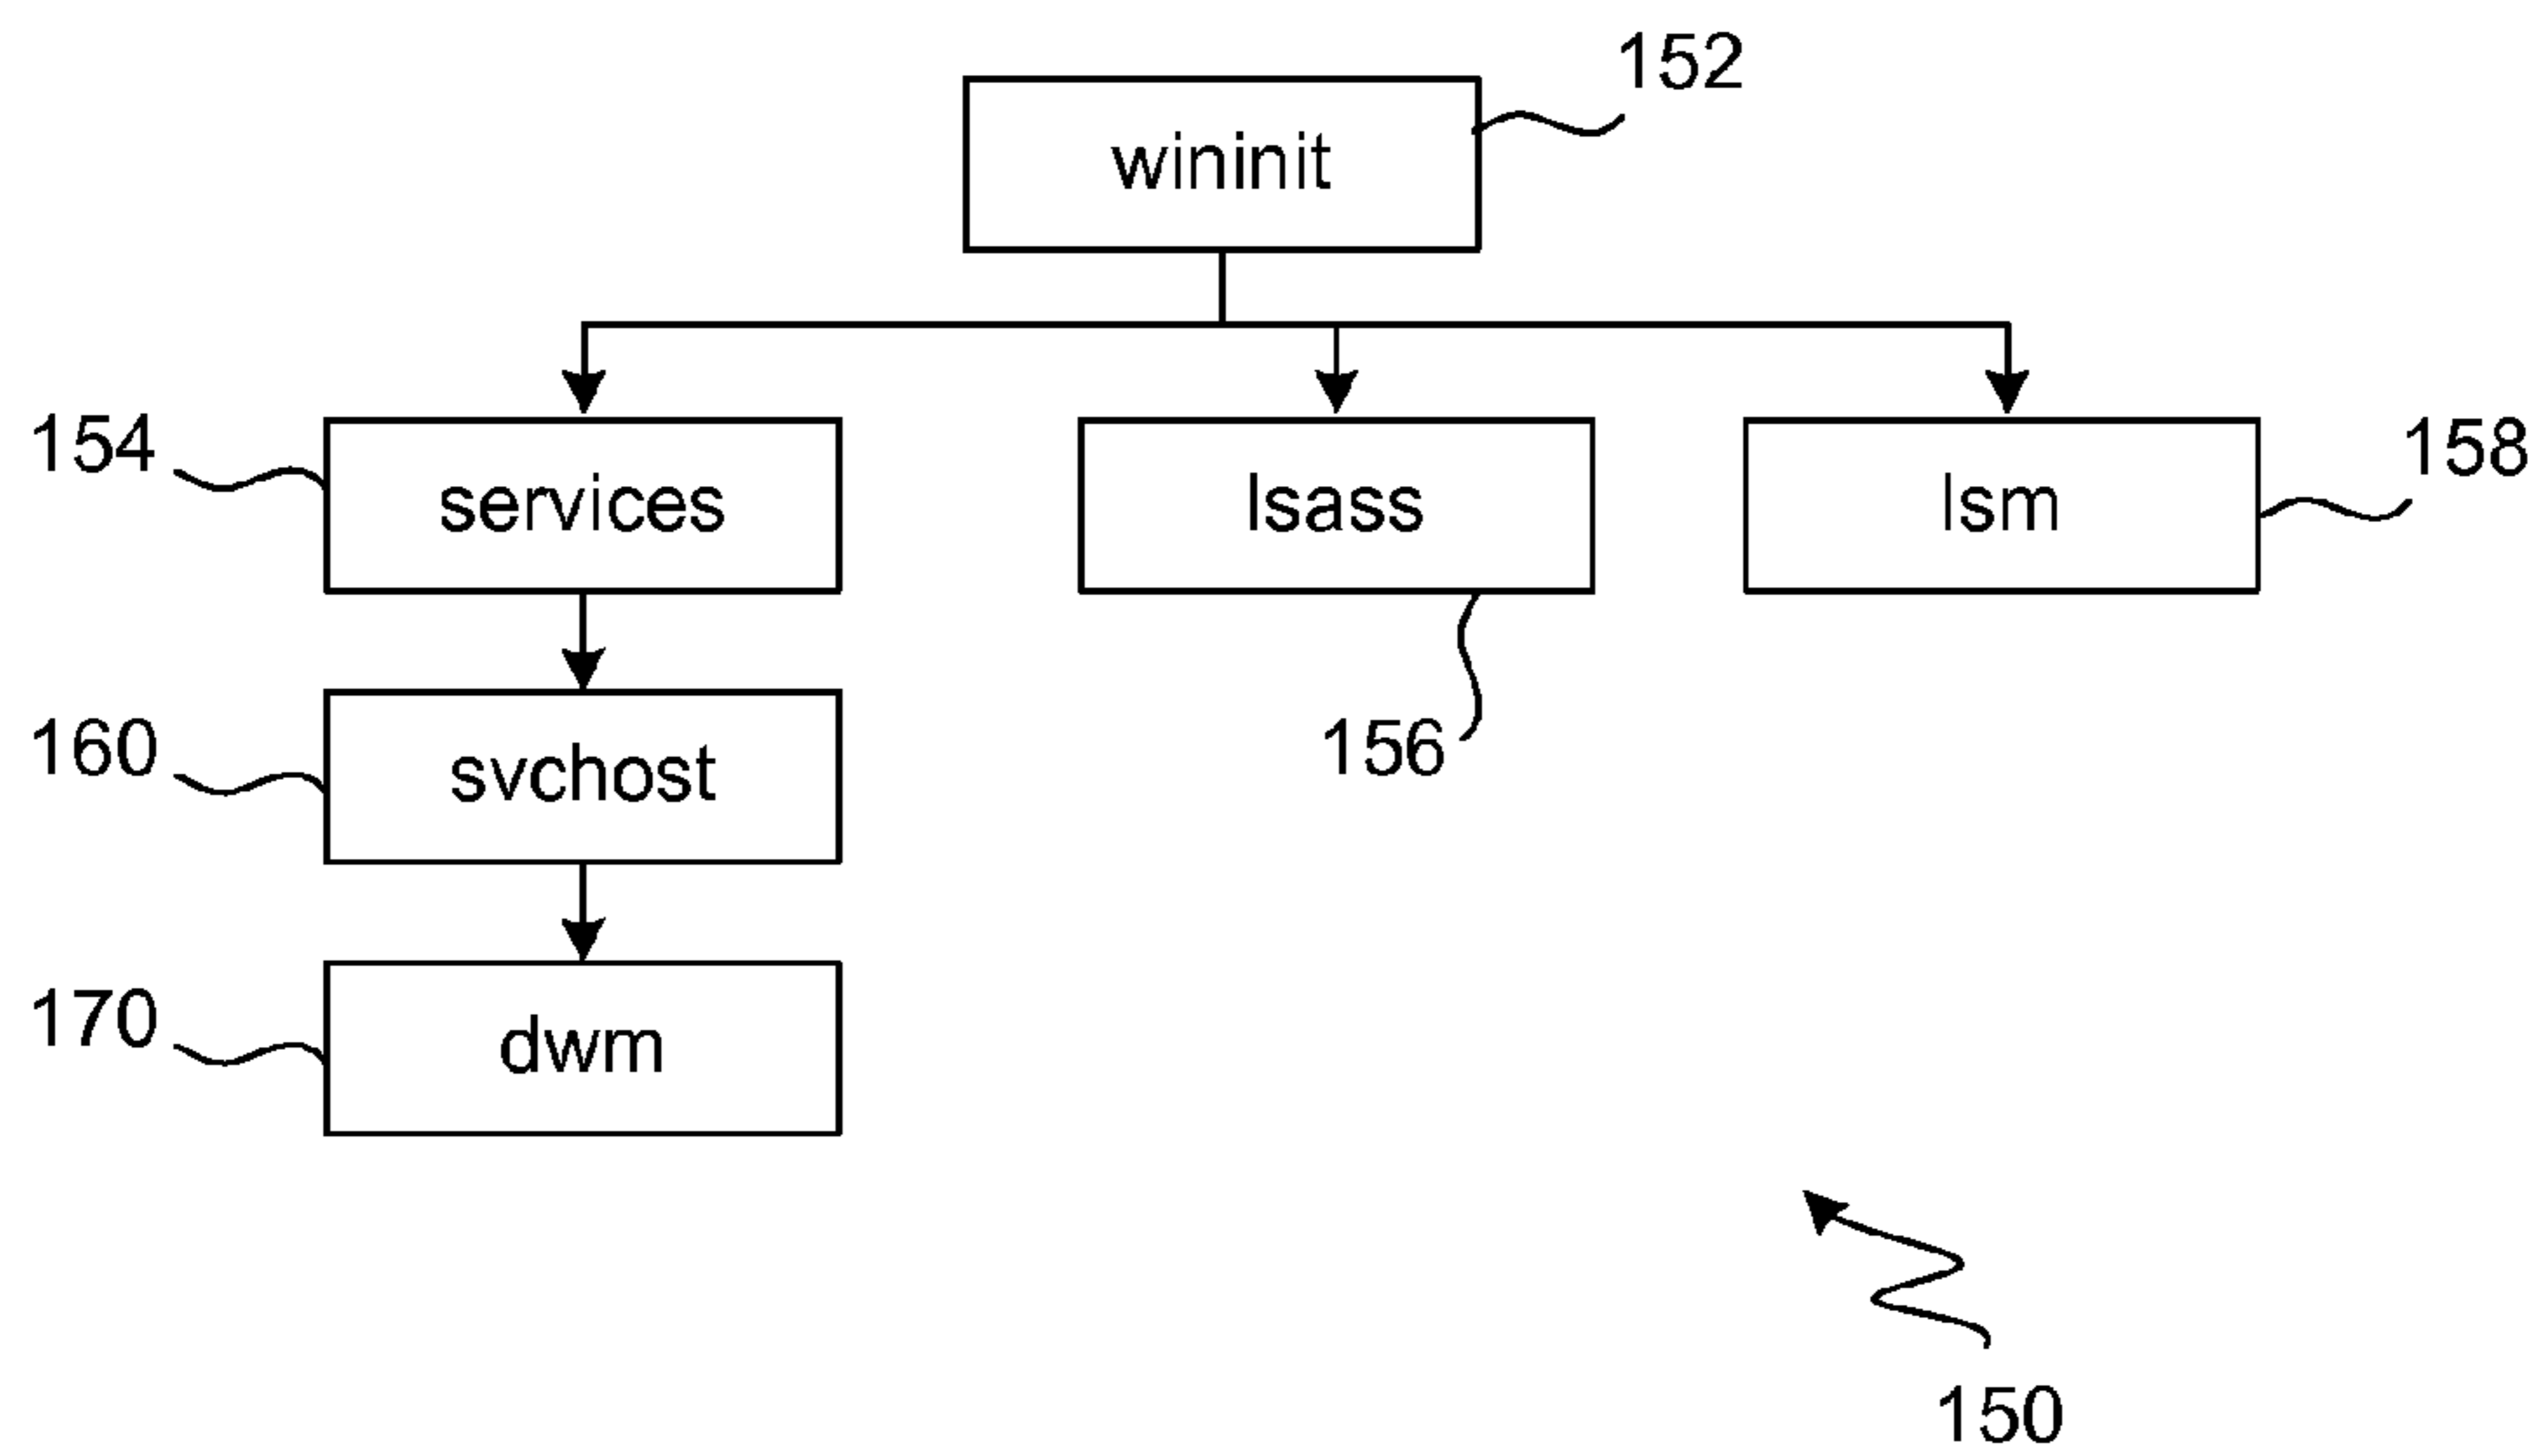 152
wininit
154
services
lsass
lsm
158
160
svchost
156
170
dwm
150